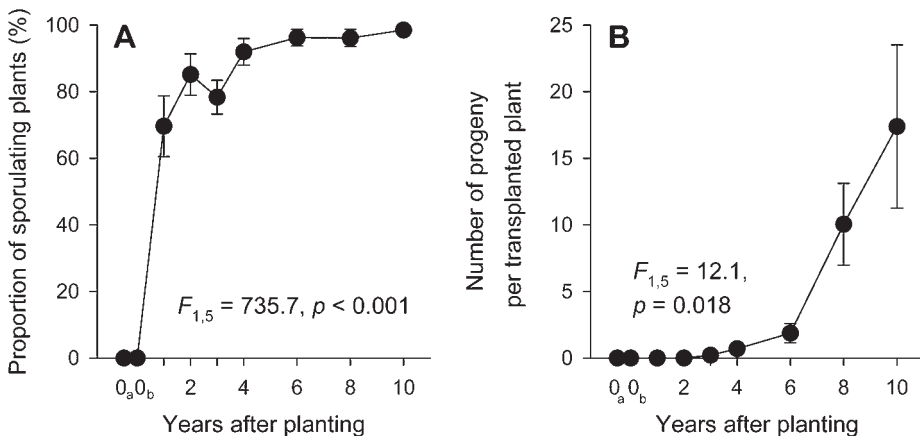 A
Proportion of sporulating plants (%)
100
80
60
40
20
0
F1,5 = 735.7, p < 0.001
0a 0b 2 4 6 8 10
Years after planting
B
Number of progeny
per transplanted plant
25
20
15
10
5
0
F1,5 = 12.1,
p = 0.018
0a 0b 2 4 6 8 10
Years after planting